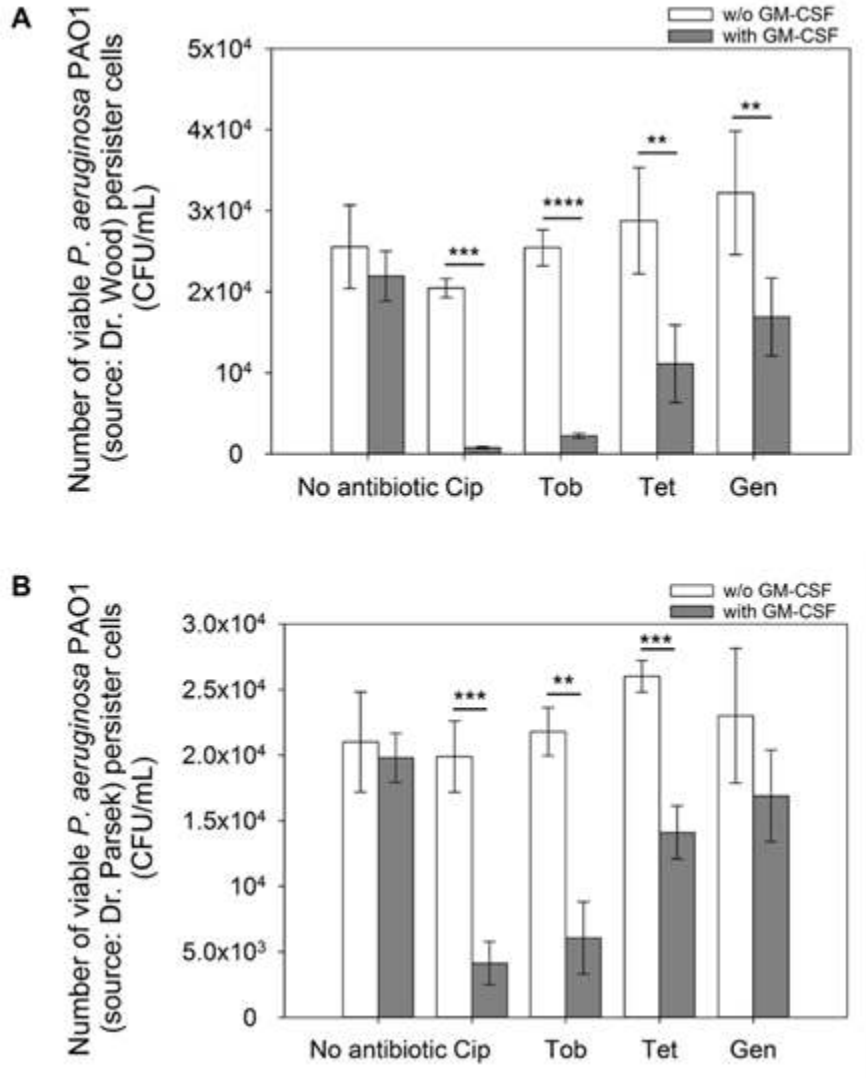 A
w/o GM-CSF
with GM-CSF
Number of viable P. aeruginosa PAO1
(source: Dr. Wood) persister cells
(CFU/mL)
5x10⁴
4x10⁴
3x10⁴
2x10⁴
10⁴
0
***
****
**
**
No antibiotic Cip Tob Tet Gen
B
w/o GM-CSF
with GM-CSF
Number of viable P. aeruginosa PAO1
(source: Dr. Parsek) persister cells
(CFU/mL)
3.0x10⁴
2.5x10⁴
2.0x10⁴
1.5x10⁴
10⁴
5.0x10³
0
***
**
***
No antibiotic Cip Tob Tet Gen